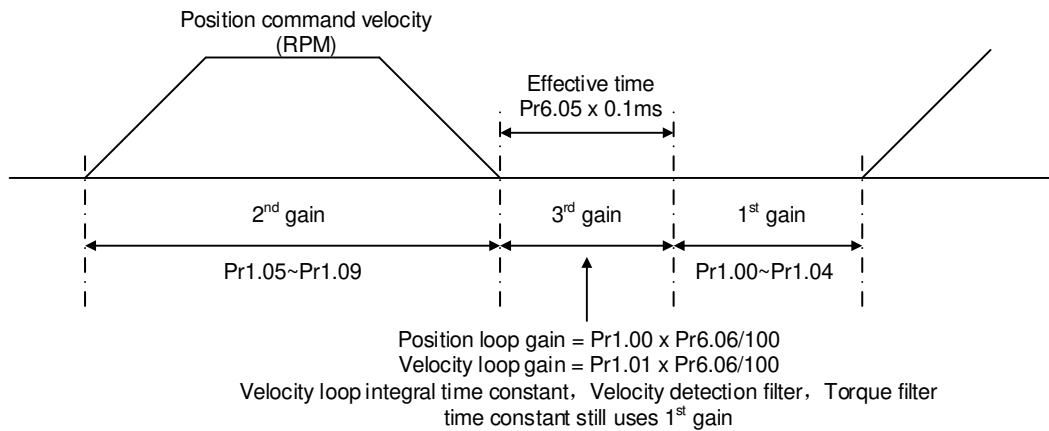 Position command velocity
(RPM)
Effective time
Pr6.05 x 0.1ms
2nd gain
3rd gain
1st gain
Pr1.05~Pr1.09
Pr1.00~Pr1.04
Position loop gain = Pr1.00 x Pr6.06/100
Velocity loop gain = Pr1.01 x Pr6.06/100
Velocity loop integral time constant，Velocity detection filter，Torque filter
time constant still uses 1st gain